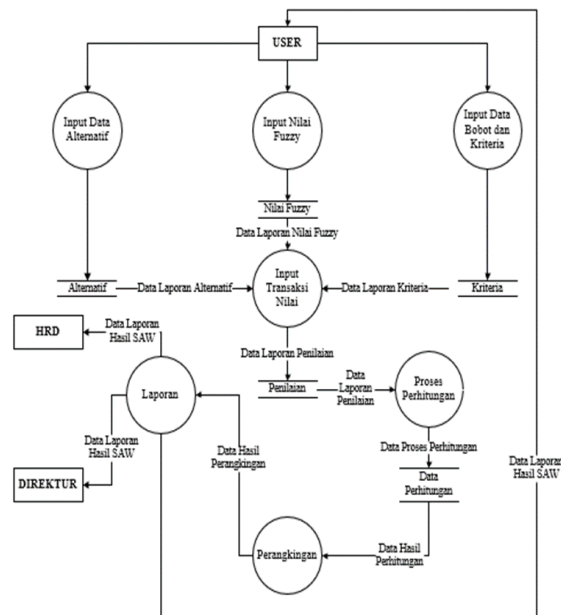 USER
Input Data
Alternatif
Input Nilai
Fuzzy
Input Data
Bobot dan
Kriteria
Nilai Fuzzy
Data Laporan Nilai Fuzzy
Alternatif
Data Laporan Alternatif
Input
Transaksi
Nilai
Data Laporan Kriteria
Kriteria
HRD
Data Laporan
Hasil SAW
Data Laporan Penilaian
Laporan
Penilaian
Data
Laporan
Penilaian
Proses
Perhitungan
Data Laporan
Hasil SAW
Data Hasil
Perangkingan
Data Proses Perhitungan
Data Laporan
Hasil SAW
DIREKTUR
Data
Perhitungan
Perangkingan
Data Hasil
Perhitungan